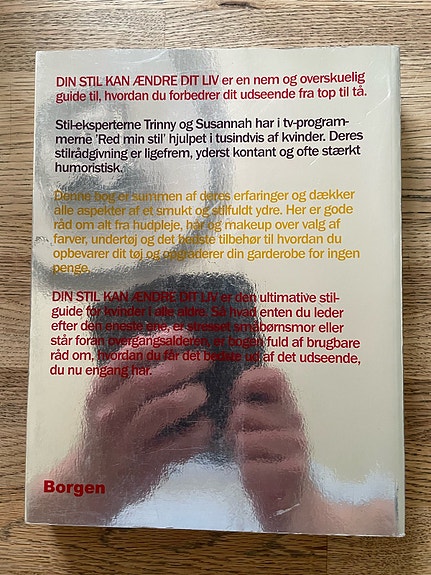 DIN STIL KAN ÆNDRE DIT LIV er en nem og overskuelig
guide til, hvordan du forbedrer dit udseende fra top til tå.
Stil-eksperterne Trinny og Susannah har i tv-program-
merne 'Red min stil' hjulpet i tusindvis af kvinder. Deres
stilrådgivning er ligefrem, yderst kontant og ofte stærkt
humoristisk.
Denne bog er summen af deres erfaringer og dækker
alle aspekter af et smukt og stilfuldt ydre. Her er gode
råd om alt fra hudpleje, hår og makeup over valg af
farver, undertøj og det bedste tilbehør til hvordan du
opbevarer dit tøj og opgraderer din garderobe for ingen
penge.
DIN STIL KAN ÆNDRE DIT LIV er den ultimative stil-
guide for kvinder i alle aldre. Så hvad enten du leder
efter den eneste ene, er stresset småbørnsmor eller
står foran overgangsalderen, er bogen fuld af brugbare
råd om, hvordan du får det bedste ud af det udseende,
du nu engang har.
Borgen